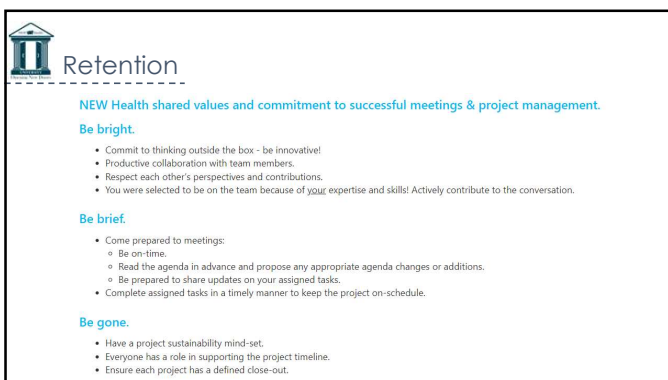 UNIVERSITY
Retention
NEW Health shared values and commitment to successful meetings & project management.
Be bright.
• Commit to thinking outside the box - be innovative!
• Productive collaboration with team members.
• Respect each other's perspectives and contributions.
• You were selected to be on the team because of your expertise and skills! Actively contribute to the conversation.
Be brief.
• Come prepared to meetings:
◦ Be on-time.
◦ Read the agenda in advance and propose any appropriate agenda changes or additions.
◦ Be prepared to share updates on your assigned tasks.
• Complete assigned tasks in a timely manner to keep the project on-schedule.
Be gone.
• Have a project sustainability mind-set.
• Everyone has a role in supporting the project timeline.
• Ensure each project has a defined close-out.